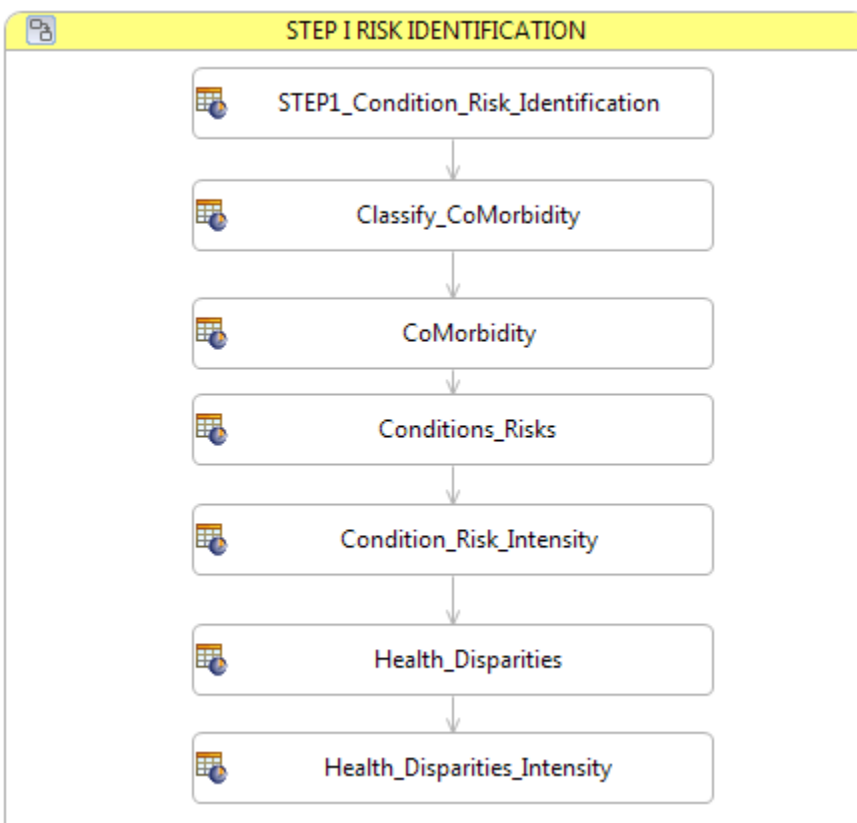 STEP I RISK IDENTIFICATION
STEP1_Condition_Risk_Identification
Classify_CoMorbidity
CoMorbidity
Conditions_Risks
Condition_Risk_Intensity
Health_Disparities
Health_Disparities_Intensity